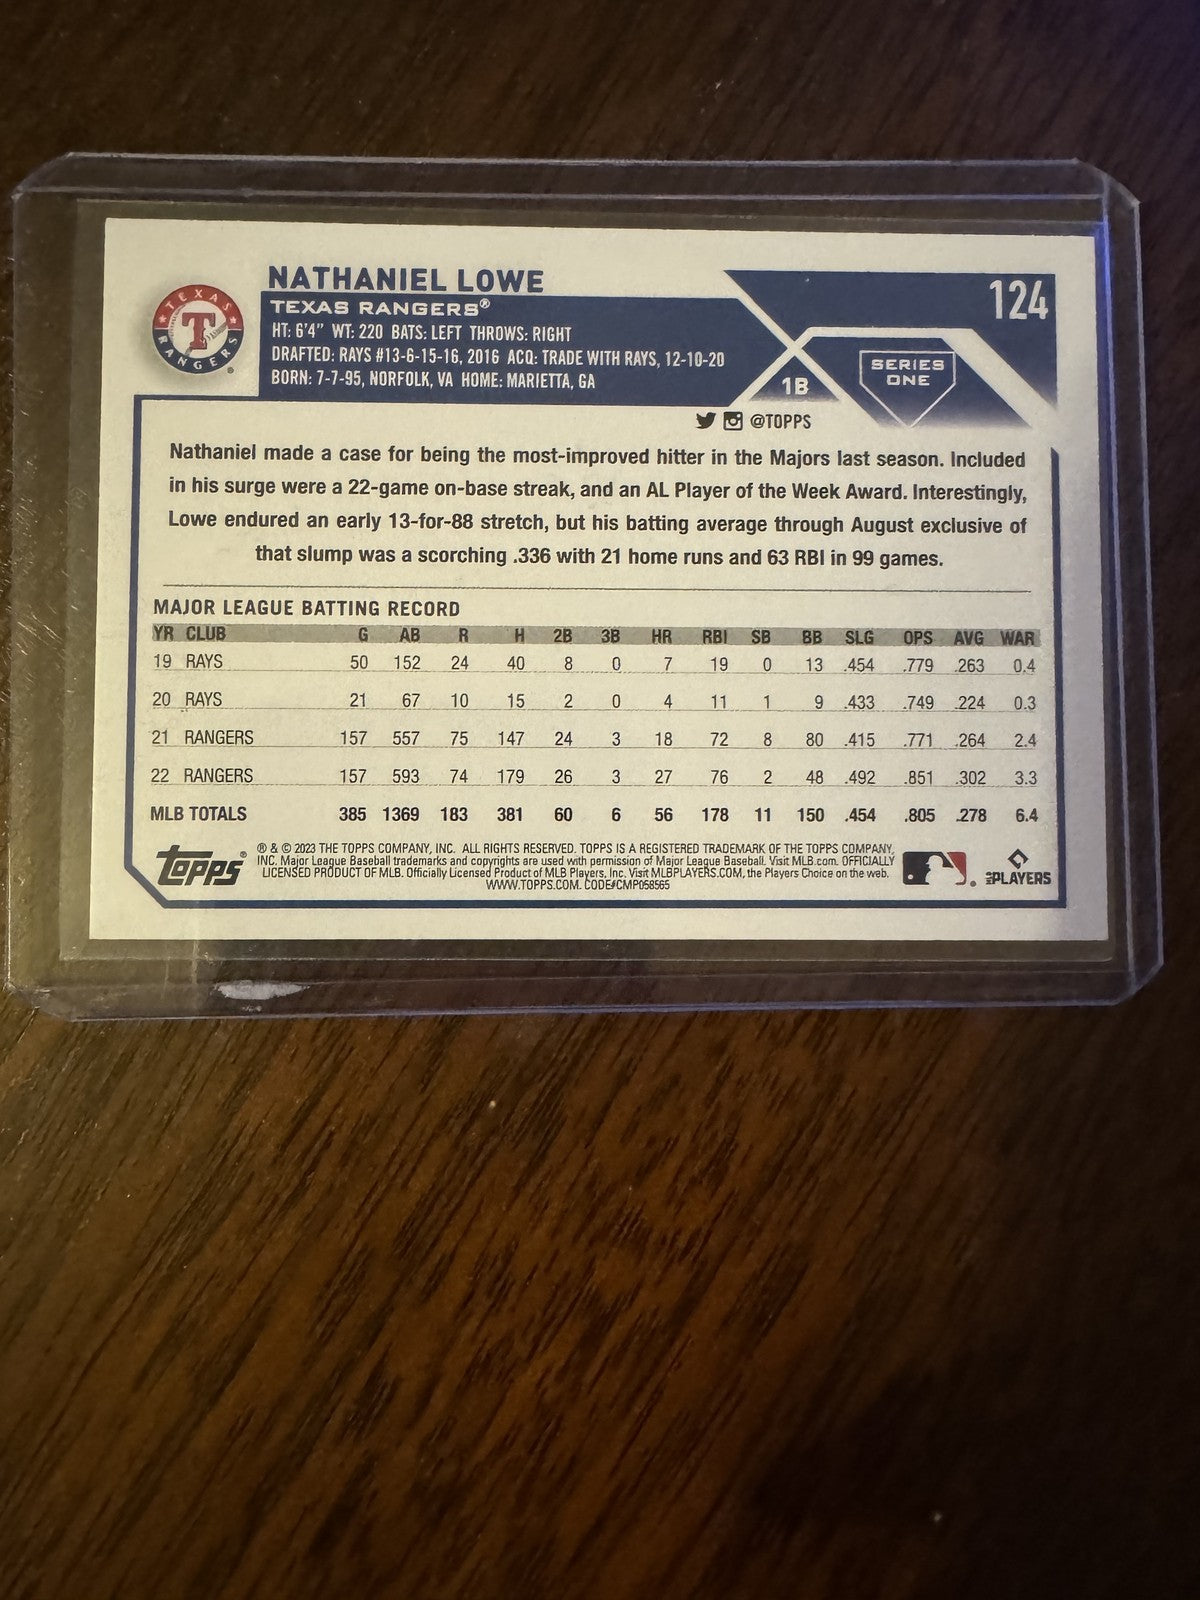 NATHANIEL LOWE
124
TEXAS RANGERS®
HT: 6'4" WT: 220 BATS: LEFT THROWS: RIGHT
DRAFTED: RAYS #13-6-15-16, 2016 ACQ: TRADE WITH RAYS, 12-10-20
BORN: 7-7-95, NORFOLK, VA HOME: MARIETTA, GA
TEXAS RANGERS
T
1B
SERIES
ONE
@TOPPS
Nathaniel made a case for being the most-improved hitter in the Majors last season. Included
in his surge were a 22-game on-base streak, and an AL Player of the Week Award. Interestingly,
Lowe endured an early 13-for-88 stretch, but his batting average through August exclusive of
that slump was a scorching .336 with 21 home runs and 63 RBI in 99 games.
MAJOR LEAGUE BATTING RECORD
YR CLUB G AB R H 2B 3B HR RBI SB BB SLG OPS AVG WAR
19 RAYS 50 152 24 40 8 0 7 19 0 13 .454 .779 .263 0.4
20 RAYS 21 67 10 15 2 0 4 11 1 9 .433 .749 .224 0.3
21 RANGERS 157 557 75 147 24 3 18 72 8 80 .415 .771 .264 2.4
22 RANGERS 157 593 74 179 26 3 27 76 2 48 .492 .851 .302 3.3
MLB TOTALS 385 1369 183 381 60 6 56 178 11 150 .454 .805 .278 6.4
TOPPS®
® & © 2023 THE TOPPS COMPANY, INC. ALL RIGHTS RESERVED. TOPPS IS A REGISTERED TRADEMARK OF THE TOPPS COMPANY,
INC. Major League Baseball trademarks and copyrights are used with permission of Major League Baseball. Visit MLB.com. OFFICIALLY
LICENSED PRODUCT OF MLB. Officially Licensed Product of MLB Players, Inc. Visit MLBPLAYERS.COM, the Players Choice on the web.
WWW.TOPPS.COM. CODE#CMP058565
PLAYERS